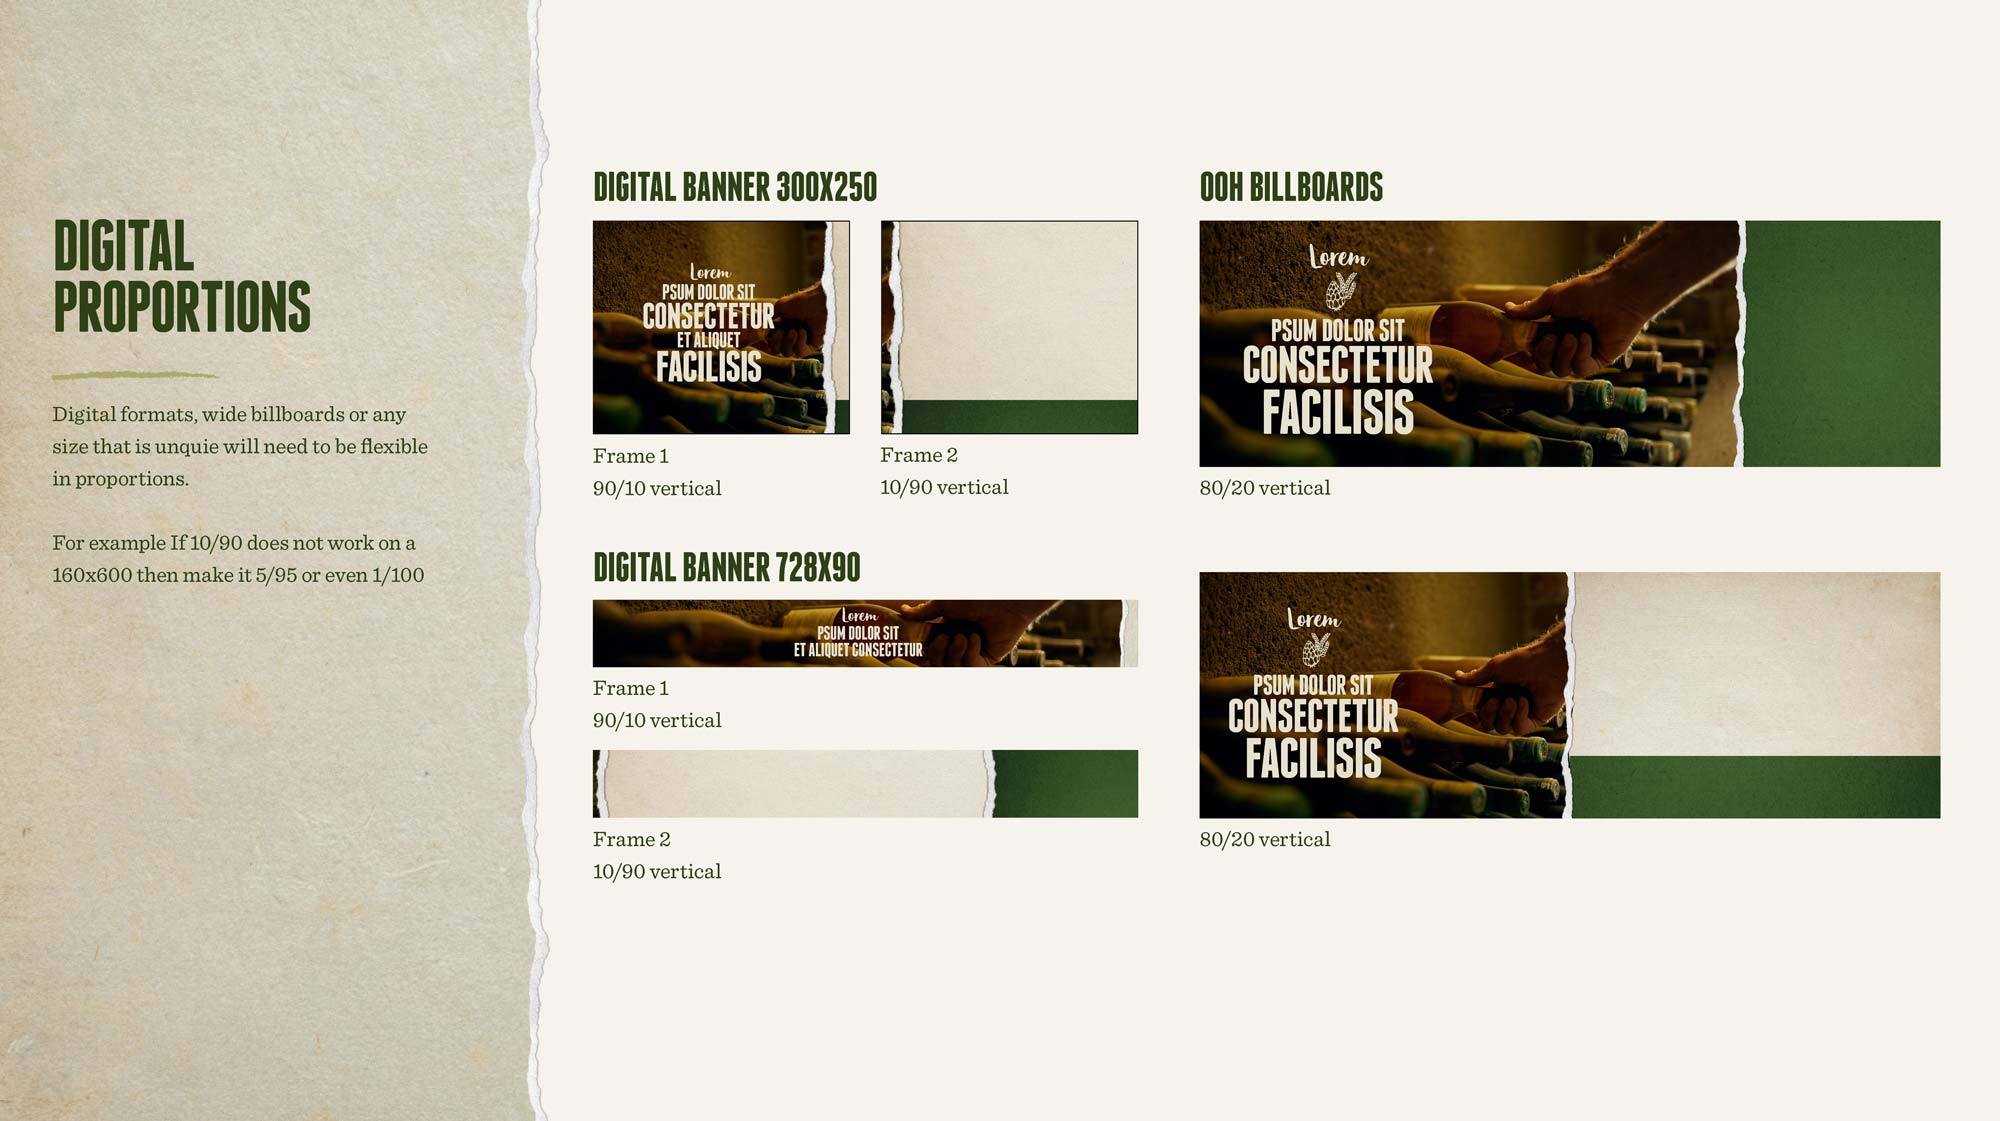 DIGITAL
PROPORTIONS
Digital formats, wide billboards or any
size that is unquie will need to be flexible
in proportions.
For example If 10/90 does not work on a
160x600 then make it 5/95 or even 1/100
DIGITAL BANNER 300X250
Lorem
PSUM DOLOR SIT
CONSECTETUR
ET ALIQUET
FACILISIS
Frame 1
90/10 vertical
Frame 2
10/90 vertical
DIGITAL BANNER 728X90
Lorem
PSUM DOLOR SIT
ET ALIQUET CONSECTETUR
Frame 1
90/10 vertical
Frame 2
10/90 vertical
OOH BILLBOARDS
Lorem
PSUM DOLOR SIT
CONSECTETUR
FACILISIS
80/20 vertical
Lorem
PSUM DOLOR SIT
CONSECTETUR
FACILISIS
80/20 vertical